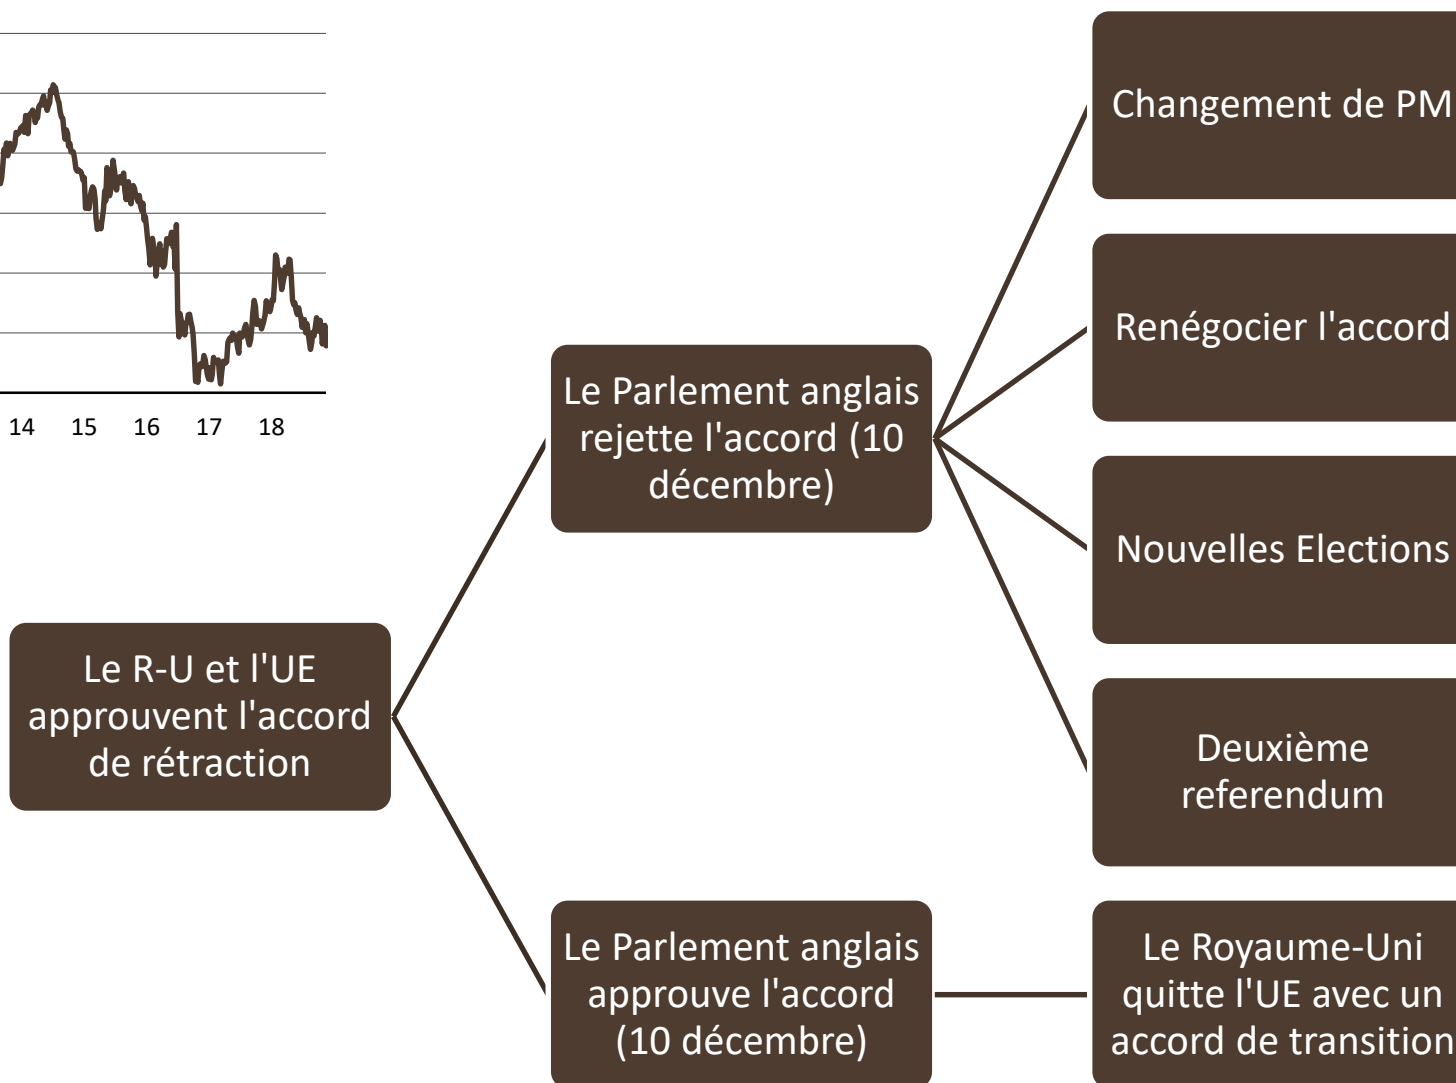 14 15 16 17 18
Le R-U et l'UE
approuvent l'accord
de rétraction
Le Parlement anglais
rejette l'accord (10
décembre)
Le Parlement anglais
approuve l'accord
(10 décembre)
Changement de PM
Renégocier l'accord
Nouvelles Elections
Deuxième
referendum
Le Royaume-Uni
quitte l'UE avec un
accord de transition